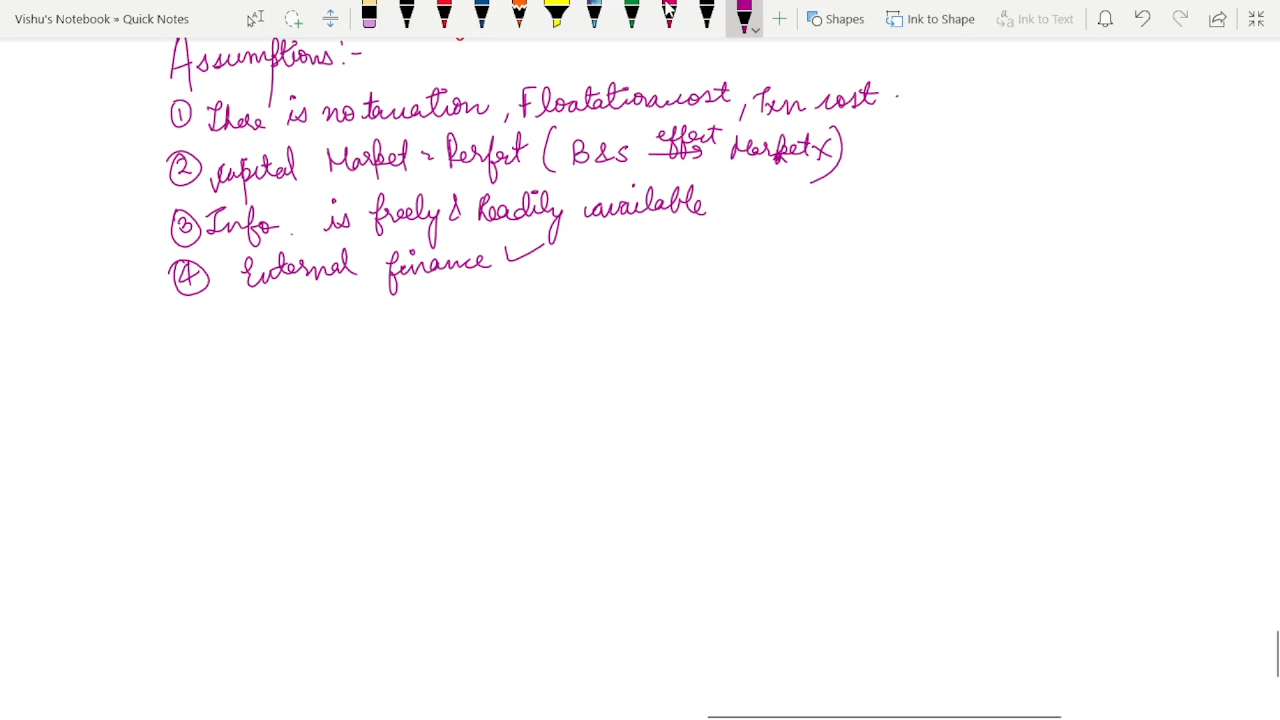 Vishu's Notebook » Quick Notes
Shapes
Ink to Shape
Ink to Text
Assumptions:-
① There is no taxation, Floatation cost, Txn cost.
② Capital Market = Perfect (B&S effect Market X)
③ Info. is freely & Readily available
④ External finance ✓